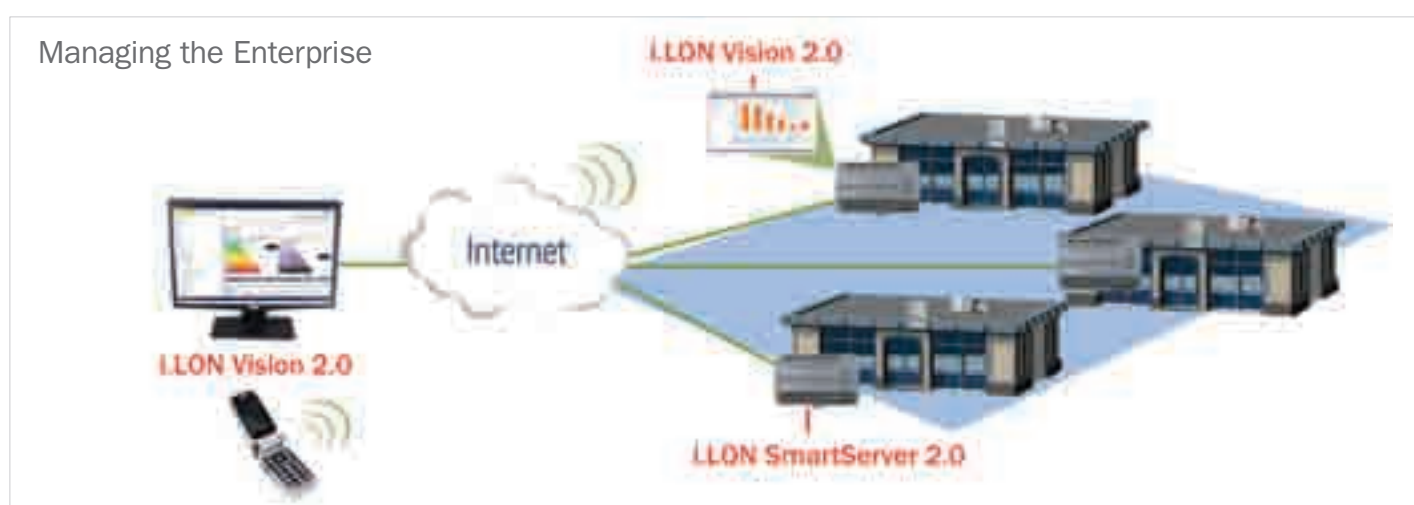 Managing the Enterprise
i.LON Vision 2.0
Internet
i.LON Vision 2.0
i.LON SmartServer 2.0